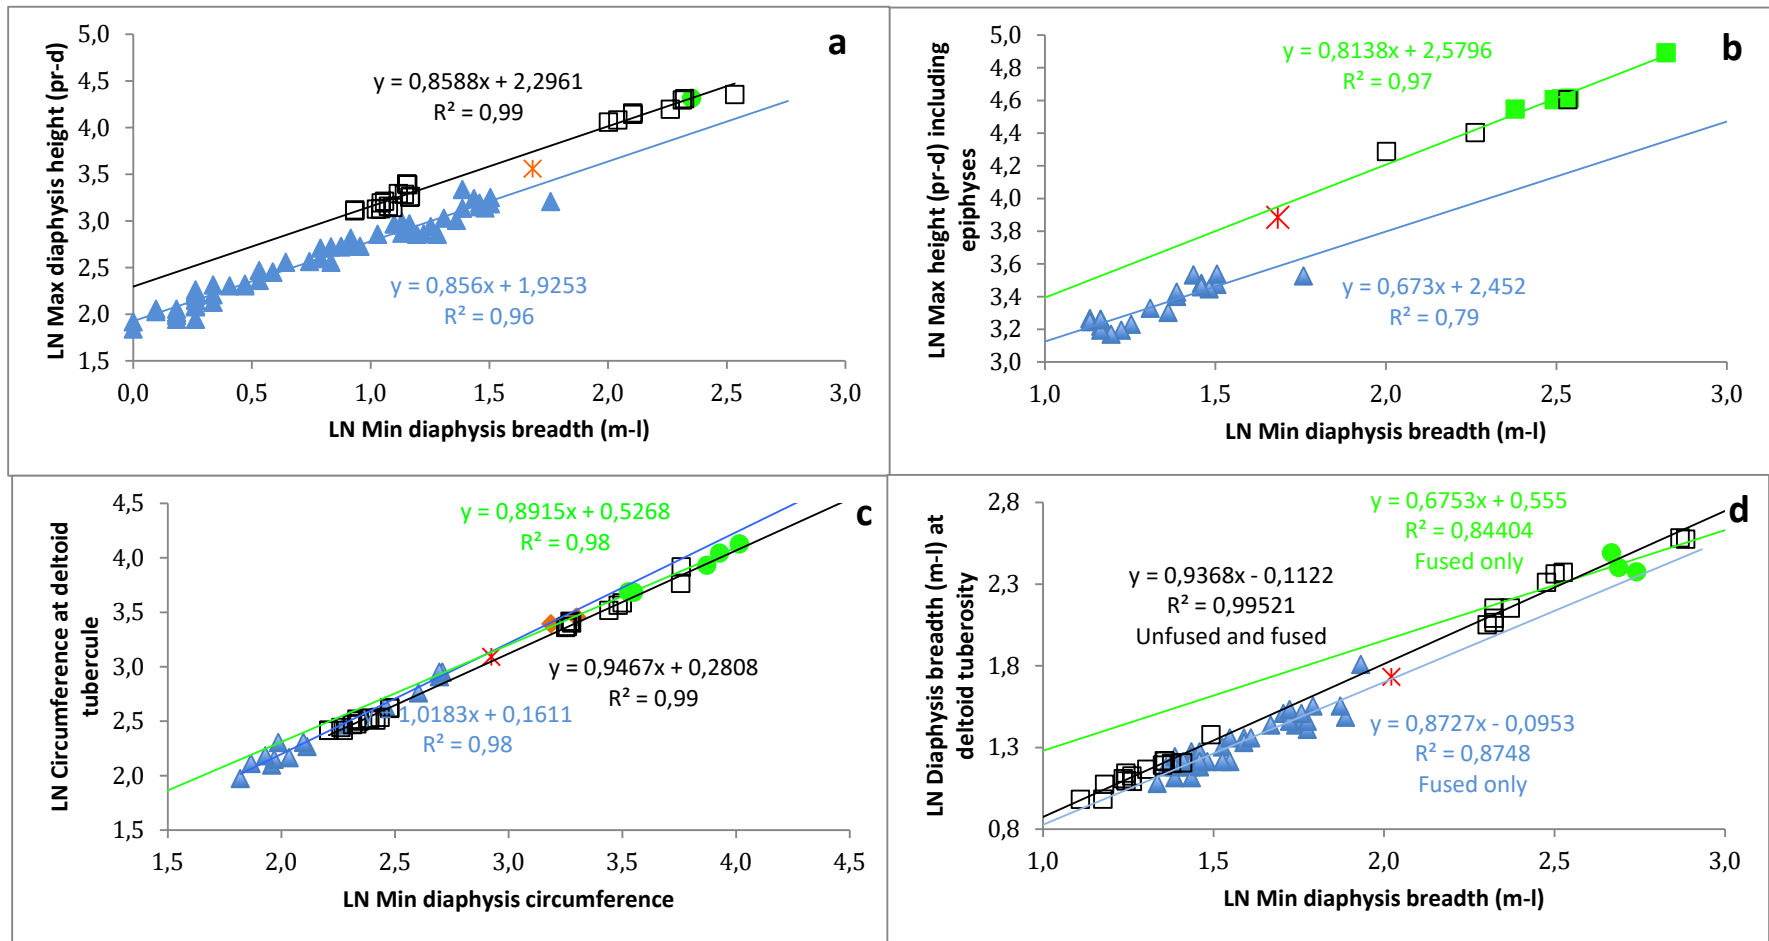 a
LN Max diaphysis height (pr-d)
5,0
4,5
4,0
3,5
3,0
2,5
2,0
1,5
y = 0,8588x + 2,2961
R² = 0,99
y = 0,856x + 1,9253
R² = 0,96
0,0 0,5 1,0 1,5 2,0 2,5 3,0
LN Min diaphysis breadth (m-l)
b
LN Max height (pr-d) including
epiphyses
5,0
4,8
4,6
4,4
4,2
4,0
3,8
3,6
3,4
3,2
3,0
y = 0,8138x + 2,5796
R² = 0,97
y = 0,673x + 2,452
R² = 0,79
1,0 1,5 2,0 2,5 3,0
LN Min diaphysis breadth (m-l)
c
LN Circumference at deltoid
tubercule
4,5
4,0
3,5
3,0
2,5
2,0
1,5
y = 0,8915x + 0,5268
R² = 0,98
y = 0,9467x + 0,2808
R² = 0,99
1,0183x + 0,1611
R² = 0,98
1,5 2,0 2,5 3,0 3,5 4,0 4,5
LN Min diaphysis circumference
d
LN Diaphysis breadth (m-l) at
deltoid tuberosity
2,8
2,3
1,8
1,3
0,8
y = 0,6753x + 0,555
R² = 0,84404
Fused only
y = 0,9368x - 0,1122
R² = 0,99521
Unfused and fused
y = 0,8727x - 0,0953
R² = 0,8748
Fused only
1,0 1,5 2,0 2,5 3,0
LN Min diaphysis breadth (m-l)